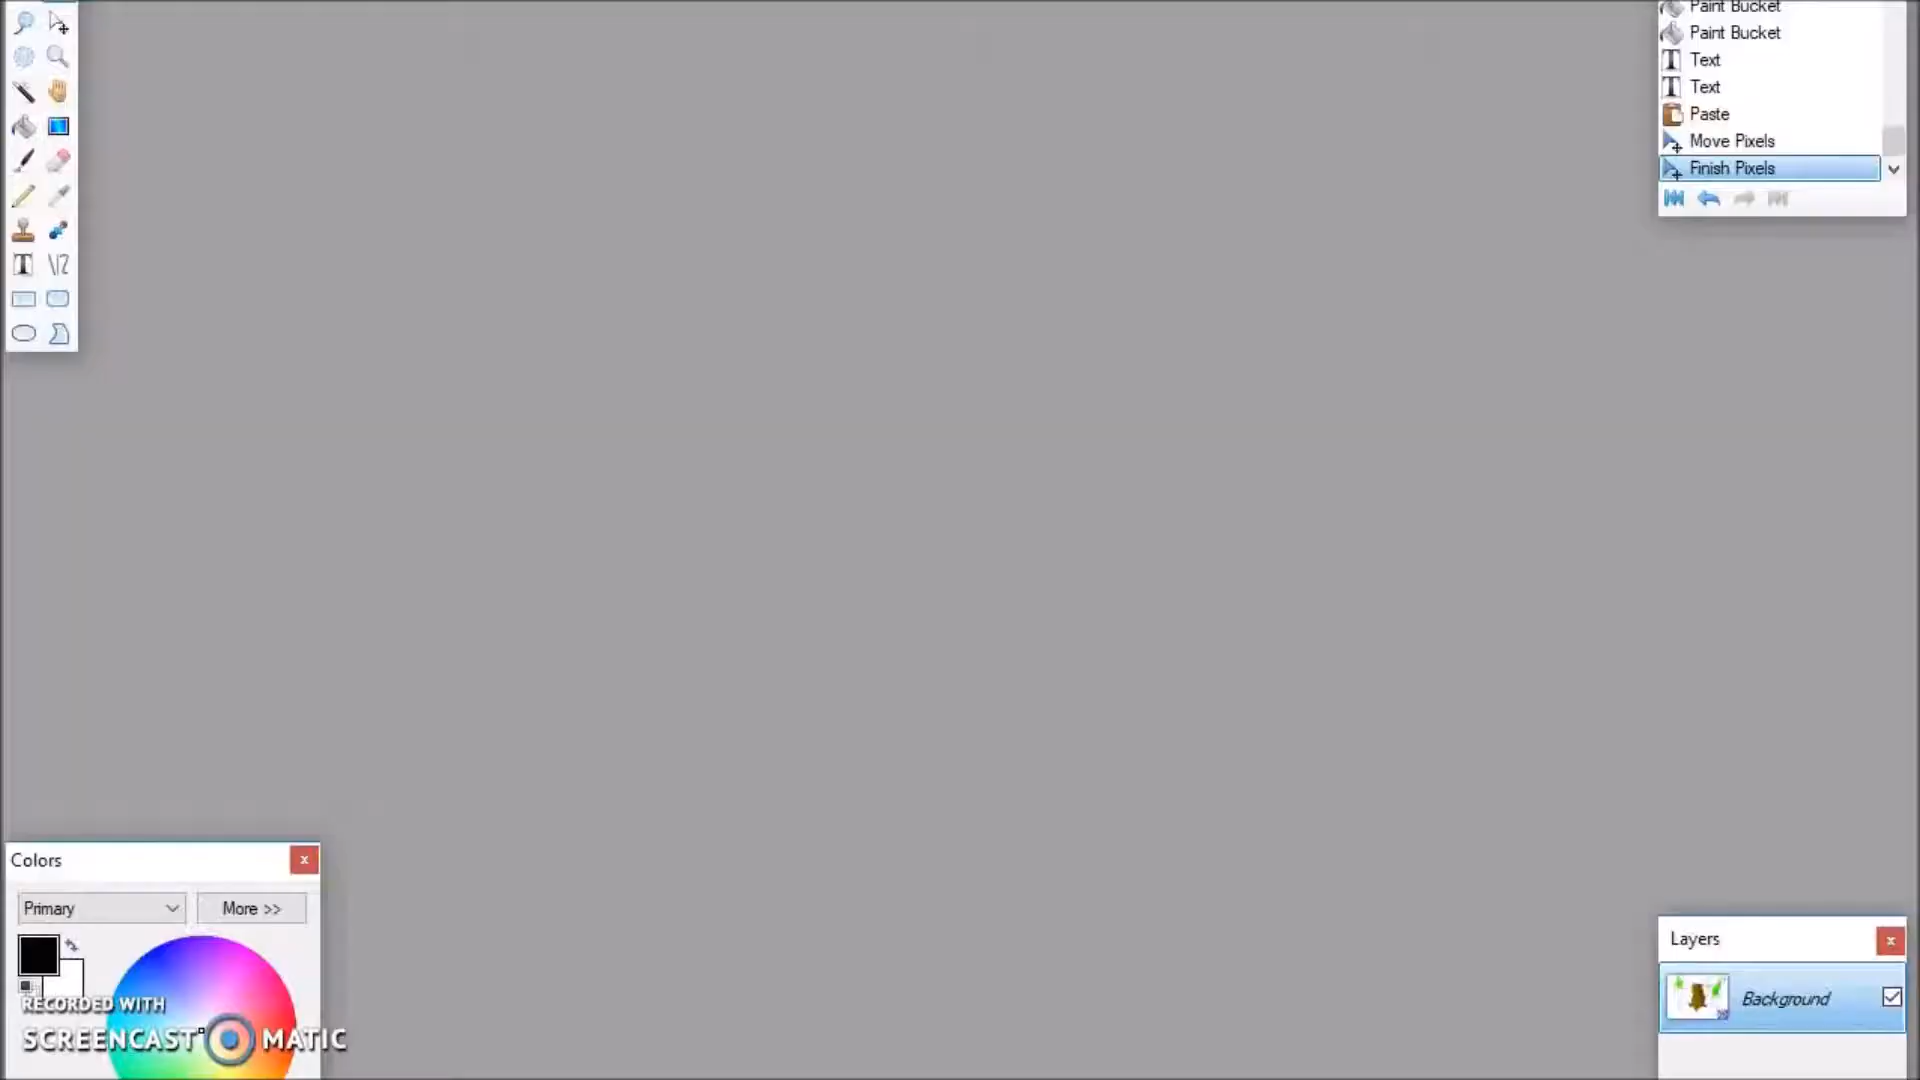 Paint Bucket
Paint Bucket
Text
Text
Paste
Move Pixels
Finish Pixels
Colors
Primary
More >>
RECORDED WITH
SCREENCAST MATIC
Layers
Background